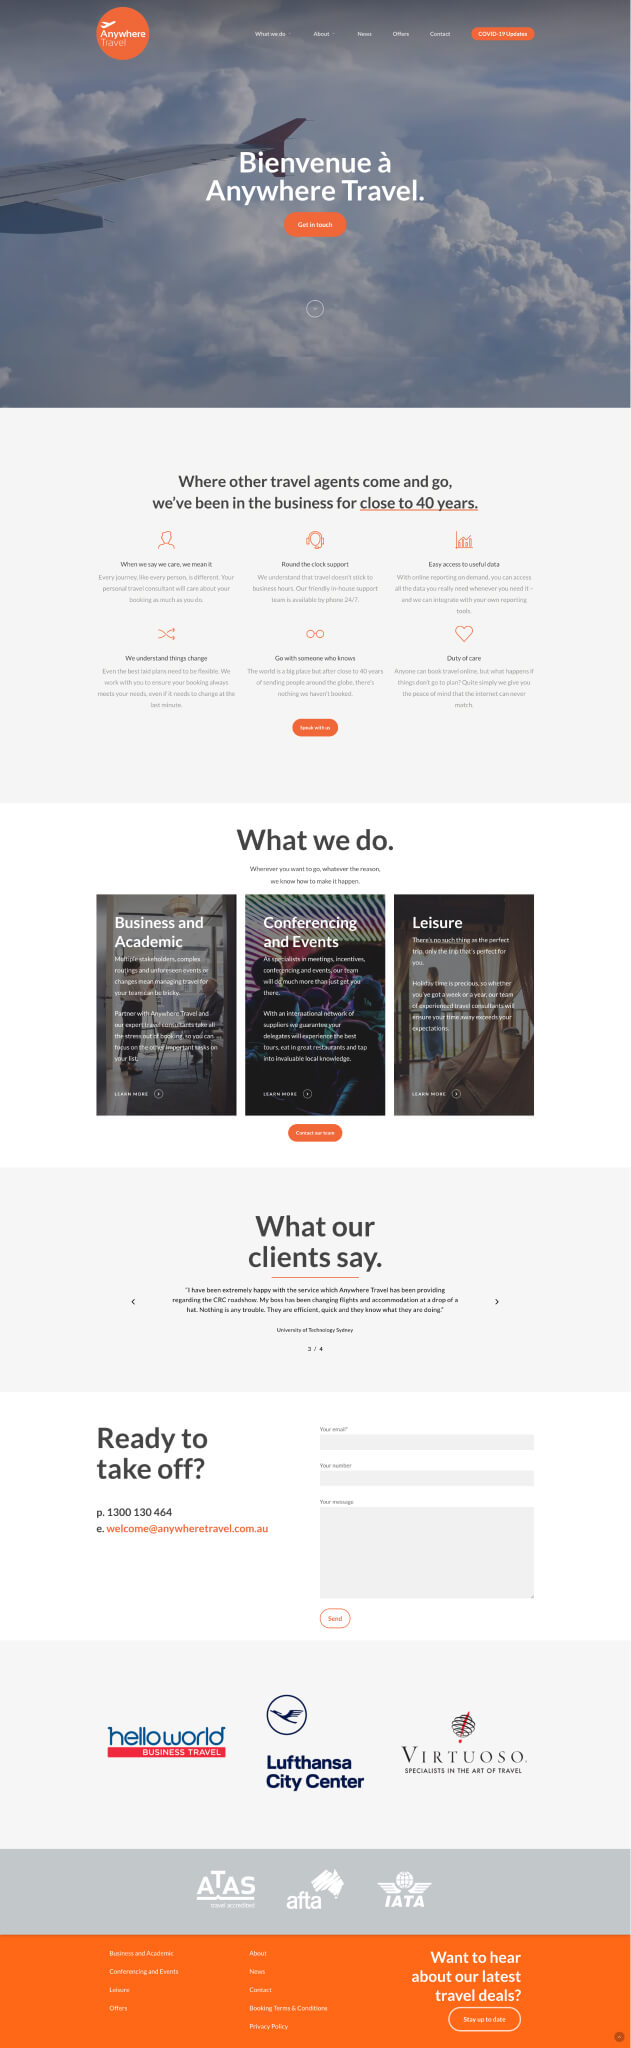 Anywhere
Travel
What we do
About
News
Offers
Contact
COVID-19 Updates
Bienvenue à
Anywhere Travel.
Get in touch
Where other travel agents come and go,
we've been in the business for close to 40 years.
When we say we care, we mean it
Every journey, like every person, is different. Your
personal travel consultant will care about your
booking as much as you do.
Round the clock support
We understand that travel doesn't stick to
business hours. Our friendly in-house support
team is available by phone 24/7.
Easy access to useful data
With online reporting on demand, you can access
all the data you really need whenever you need it –
and we can integrate with your own reporting
tools.
We understand things change
Even the best laid plans need to be flexible. We
work with you to ensure your booking always
meets your needs, even if it needs to change at the
last minute.
Go with someone who knows
The world is a big place but after close to 40 years
of sending people around the globe, there's
nothing we haven't booked.
Duty of care
Anyone can book travel online, but what happens if
things don't go to plan? Quite simply we give you
the peace of mind that the internet can never
match.
Speak with us
What we do.
Wherever you want to go, whatever the reason,
we know how to make it happen.
Business and
Academic
Multiple stakeholders, complex
routings and unforeseen events or
changes mean managing travel for
your team can be tricky.
Partner with Anywhere Travel and
our expert travel consultants take all
the stress out of booking, so you can
focus on the other important tasks on
your list.
LEARN MORE
Conferencing
and Events
As specialists in meetings, incentives,
conferencing and events, our team
will do much more than just get you
there.
With an international network of
suppliers we guarantee your
delegates will experience the best
tours, eat in great restaurants and tap
into invaluable local knowledge.
LEARN MORE
Leisure
There's no such thing as the perfect
trip, only the trip that's perfect for
you.
Holiday time is precious, so whether
you've got a week or a year, our team
of experienced travel consultants will
ensure your time away exceeds your
expectations.
LEARN MORE
Contact our team
What our
clients say.
"I have been extremely happy with the service which Anywhere Travel has been providing
regarding the CRC roadshow. My boss has been changing flights and accommodation at a drop of a
hat. Nothing is any trouble. They are efficient, quick and they know what they are doing."
University of Technology Sydney
3 / 4
Ready to
take off?
p. 1300 130 464
e. welcome@anywheretravel.com.au
Your email*
Your number
Your message
Send
helloworld
BUSINESS TRAVEL
Lufthansa
City Center
VIRTUOSO.
SPECIALISTS IN THE ART OF TRAVEL
ATAS
travel accredited
afta
IATA
Business and Academic
Conferencing and Events
Leisure
Offers
About
News
Contact
Booking Terms & Conditions
Privacy Policy
Want to hear
about our latest
travel deals?
Stay up to date